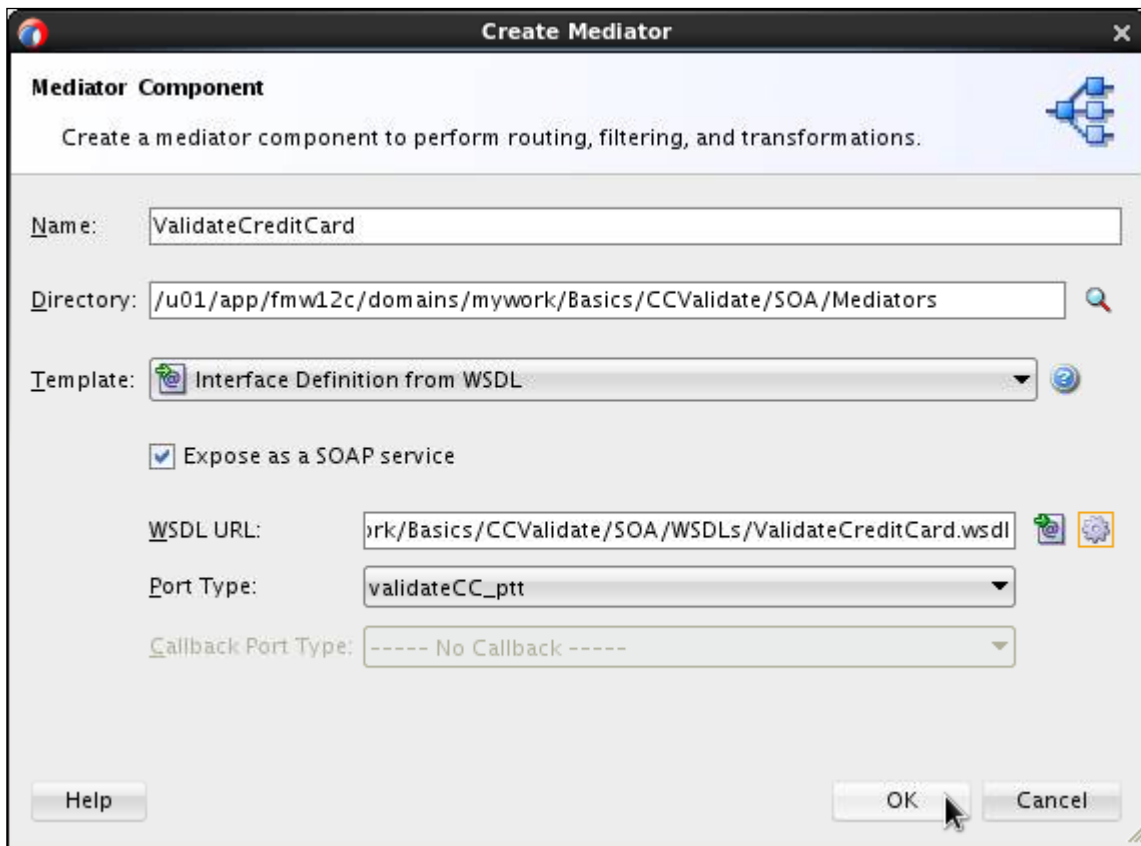 Create Mediator
Mediator Component
Create a mediator component to perform routing, filtering, and transformations.
Name: ValidateCreditCard
Directory: /u01/app/fmw12c/domains/mywork/Basics/CCValidate/SOA/Mediators
Template: Interface Definition from WSDL
Expose as a SOAP service
WSDL URL: ork/Basics/CCValidate/SOA/WSDLs/ValidateCreditCard.wsdl
Port Type: validateCC_ptt
Callback Port Type: ----- No Callback -----
Help OK Cancel